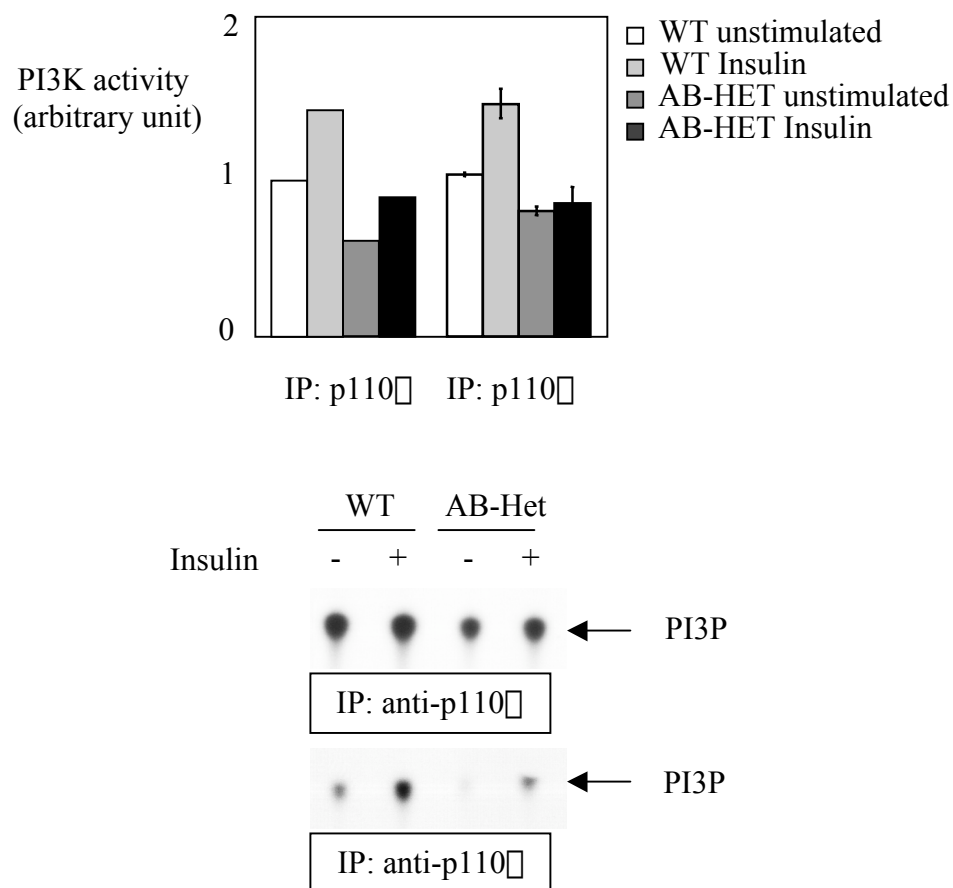 2
PI3K activity
(arbitrary unit)
1
0
WT unstimulated
WT Insulin
AB-HET unstimulated
AB-HET Insulin
IP: p110▯ IP: p110▯
WT AB-Het
Insulin - + - +
PI3P
IP: anti-p110▯
PI3P
IP: anti-p110▯